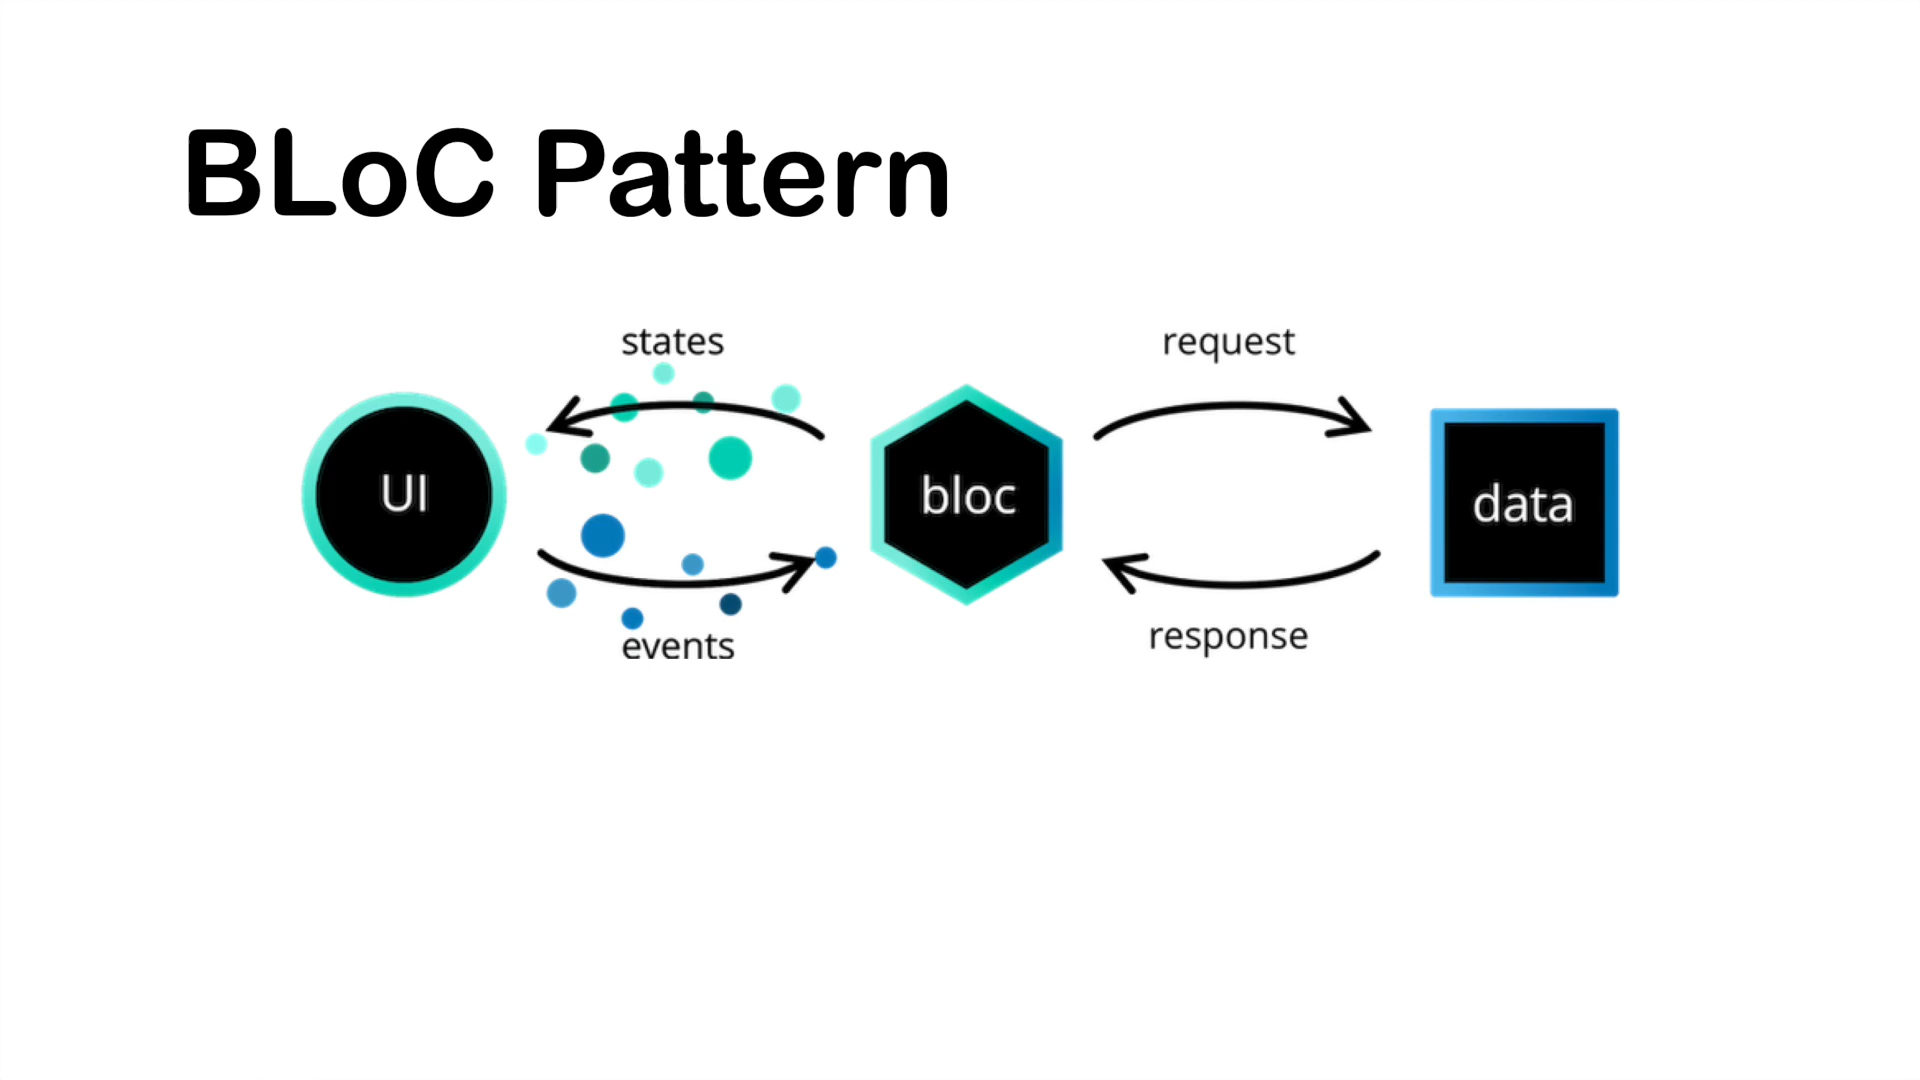 BLoC Pattern
states
request
UI
bloc
data
events
response